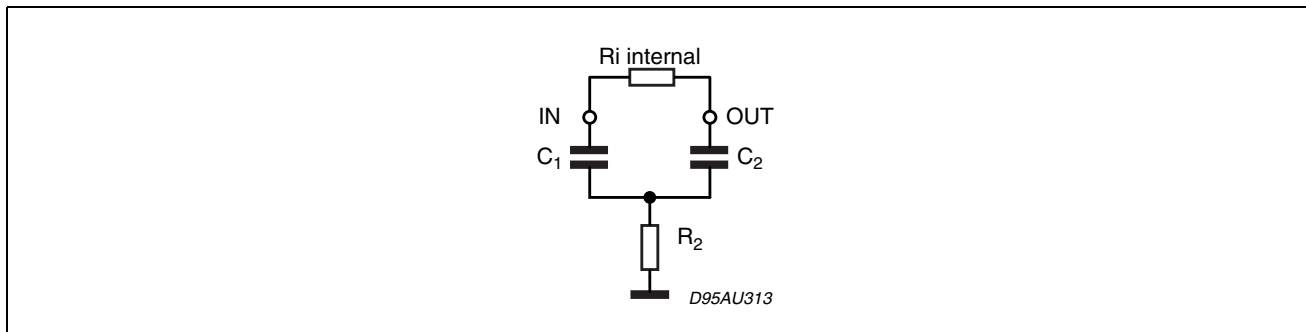 Ri internal
IN
OUT
C₁
C₂
R₂
D95AU313